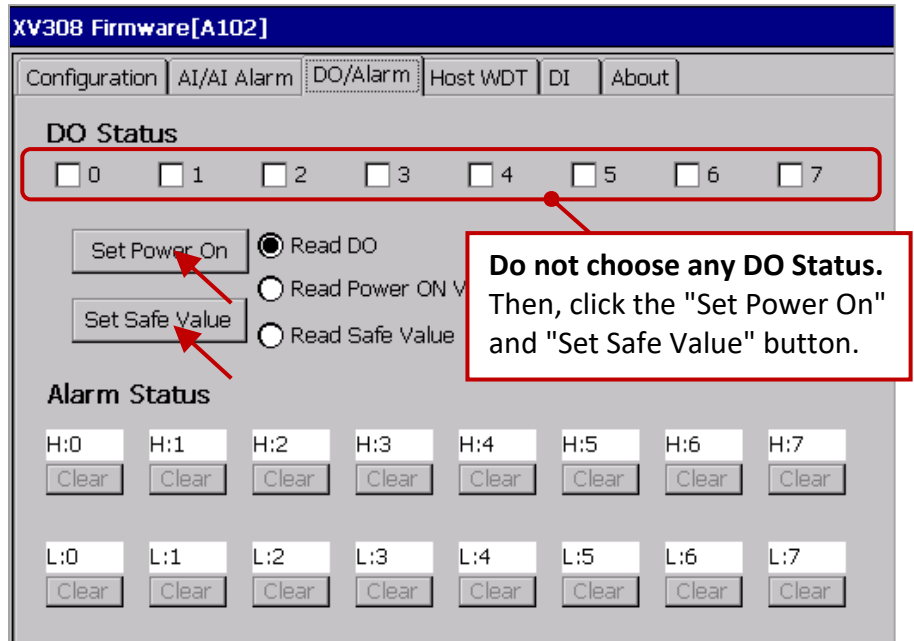 XV308 Firmware[A102]
Configuration AI/AI Alarm DO/Alarm Host WDT DI About
DO Status
0 1 2 3 4 5 6 7
Set Power On
Read DO
Read Power ON V
Set Safe Value
Read Safe Value
Do not choose any DO Status.
Then, click the "Set Power On"
and "Set Safe Value" button.
Alarm Status
H:0 H:1 H:2 H:3 H:4 H:5 H:6 H:7
Clear Clear Clear Clear Clear Clear Clear Clear
L:0 L:1 L:2 L:3 L:4 L:5 L:6 L:7
Clear Clear Clear Clear Clear Clear Clear Clear